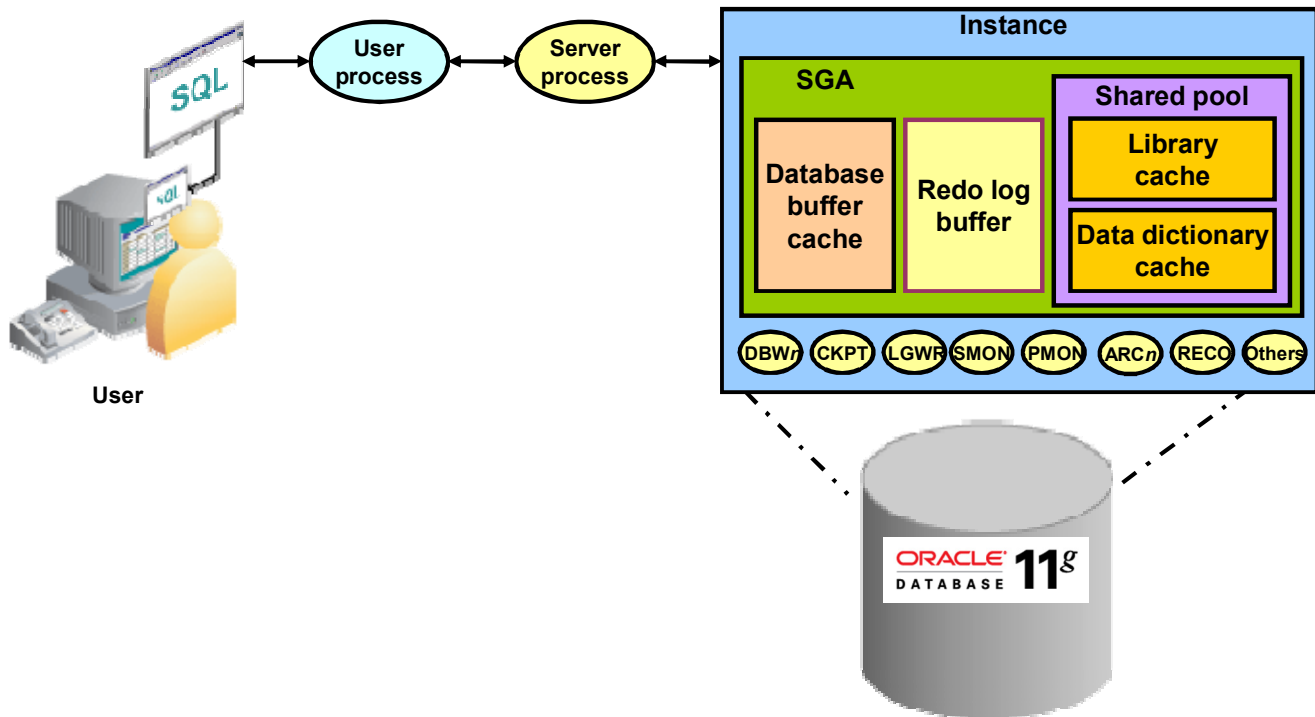 SQL
SQL
User
User
process
Server
process
Instance
SGA
Shared pool
Database
buffer
cache
Redo log
buffer
Library
cache
Data dictionary
cache
DBWn
CKPT
LGWR
SMON
PMON
ARCn
RECO
Others
ORACLE
DATABASE
11g